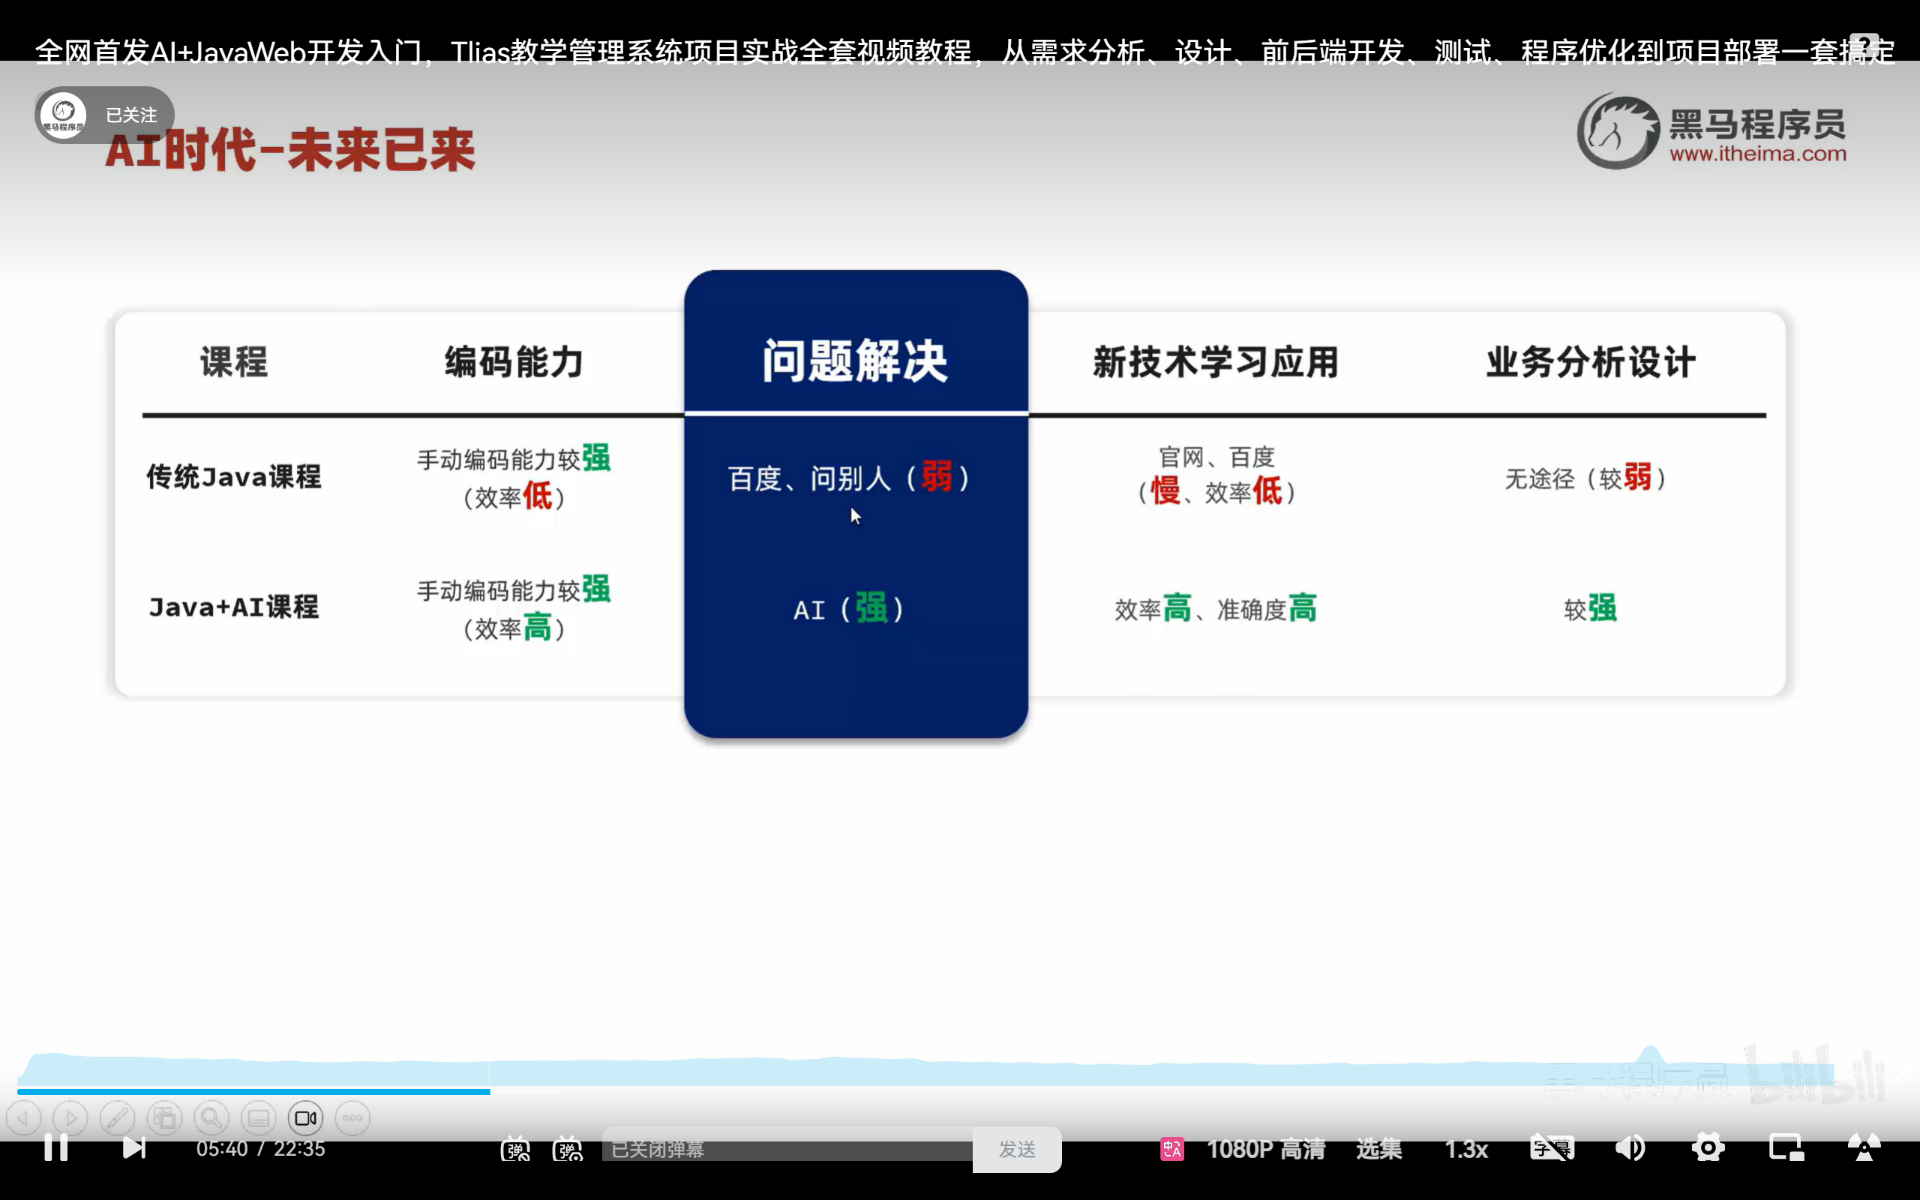 全网首发AI+JavaWeb开发入门，Tlias教学管理系统项目实战全套视频教程，从需求分析、设计、前后端开发、测试、程序优化到项目部署一套搞定
已关注
AI时代-未来已来
黑马程序员
www.itheima.com
课程 编码能力 问题解决 新技术学习应用 业务分析设计
传统Java课程 手动编码能力较强 百度、问别人（弱） 官网、百度 无途径（较弱）
（效率低） （慢、效率低）
Java+AI课程 手动编码能力较强 AI（强） 效率高、准确度高 较强
（效率高）
bilibili
05:40 / 22:35 弹 弹 已关闭弹幕 发送 1080P 高清 选集 1.3x 字幕